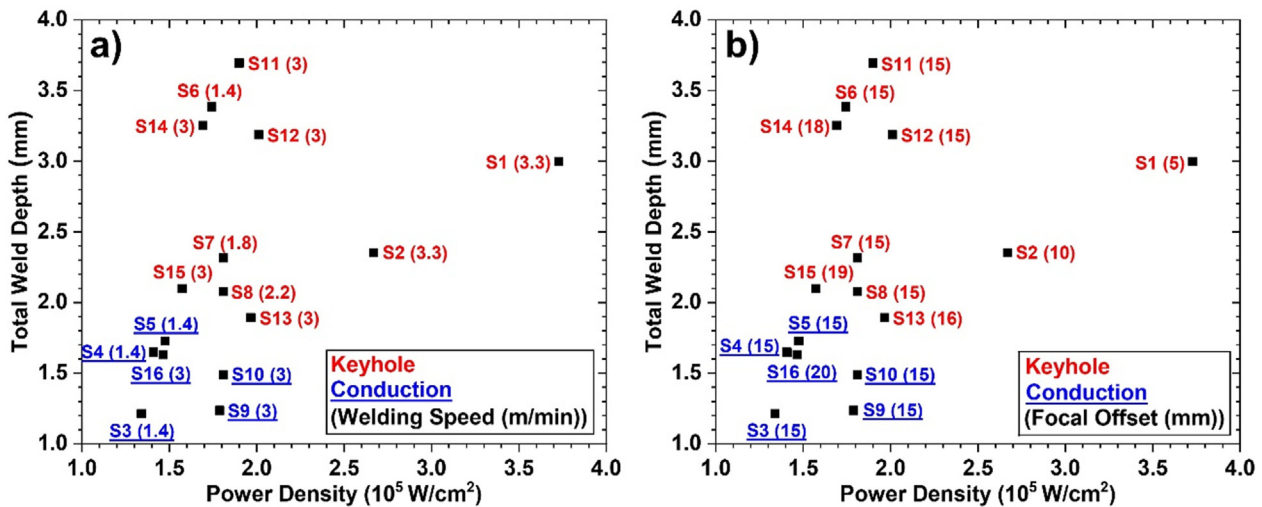 a)
4.0
3.5
3.0
2.5
2.0
1.5
1.0
Total Weld Depth (mm)
S11 (3)
S6 (1.4)
S14 (3)
S12 (3)
S1 (3.3)
S7 (1.8)
S2 (3.3)
S15 (3)
S8 (2.2)
S13 (3)
S5 (1.4)
S4 (1.4)
S16 (3)
S10 (3)
S9 (3)
S3 (1.4)
Keyhole
Conduction
(Welding Speed (m/min))
1.0 1.5 2.0 2.5 3.0 3.5 4.0
Power Density (10⁵ W/cm²)
b)
4.0
3.5
3.0
2.5
2.0
1.5
1.0
Total Weld Depth (mm)
S11 (15)
S6 (15)
S14 (18)
S12 (15)
S1 (5)
S7 (15)
S2 (10)
S15 (19)
S8 (15)
S13 (16)
S5 (15)
S4 (15)
S16 (20)
S10 (15)
S9 (15)
S3 (15)
Keyhole
Conduction
(Focal Offset (mm))
1.0 1.5 2.0 2.5 3.0 3.5 4.0
Power Density (10⁵ W/cm²)